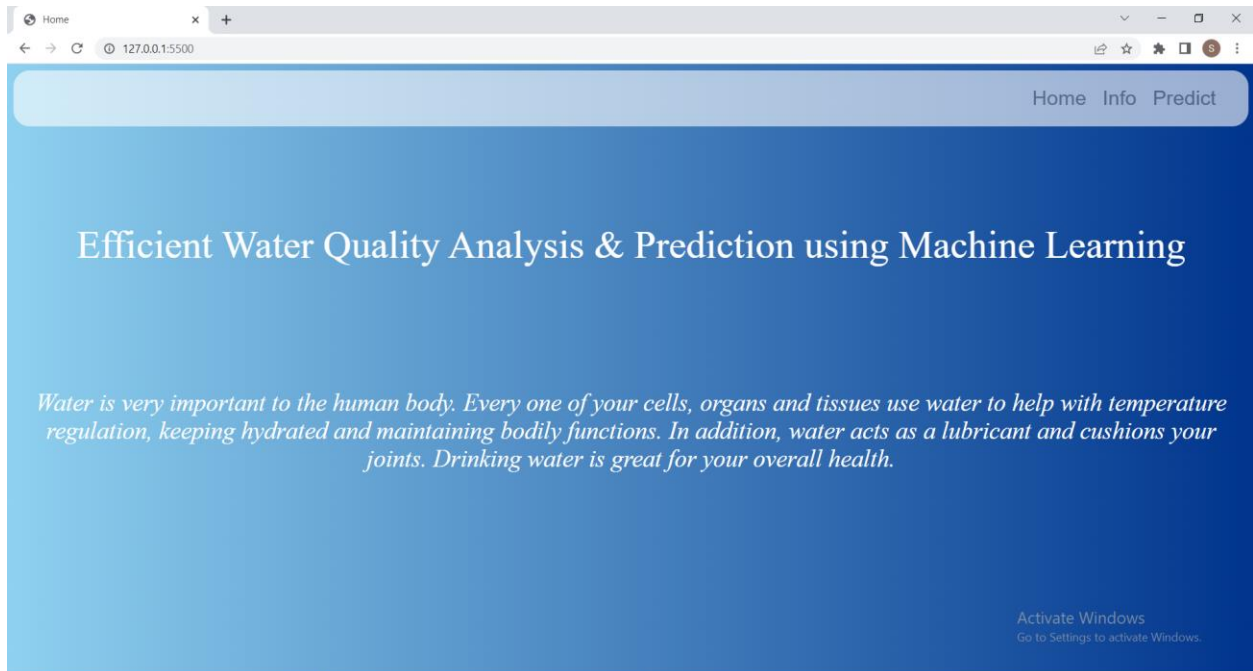 Home
127.0.0.1:5500
S
Home Info Predict
Efficient Water Quality Analysis & Prediction using Machine Learning
Water is very important to the human body. Every one of your cells, organs and tissues use water to help with temperature
regulation, keeping hydrated and maintaining bodily functions. In addition, water acts as a lubricant and cushions your
joints. Drinking water is great for your overall health.
Activate Windows
Go to Settings to activate Windows.